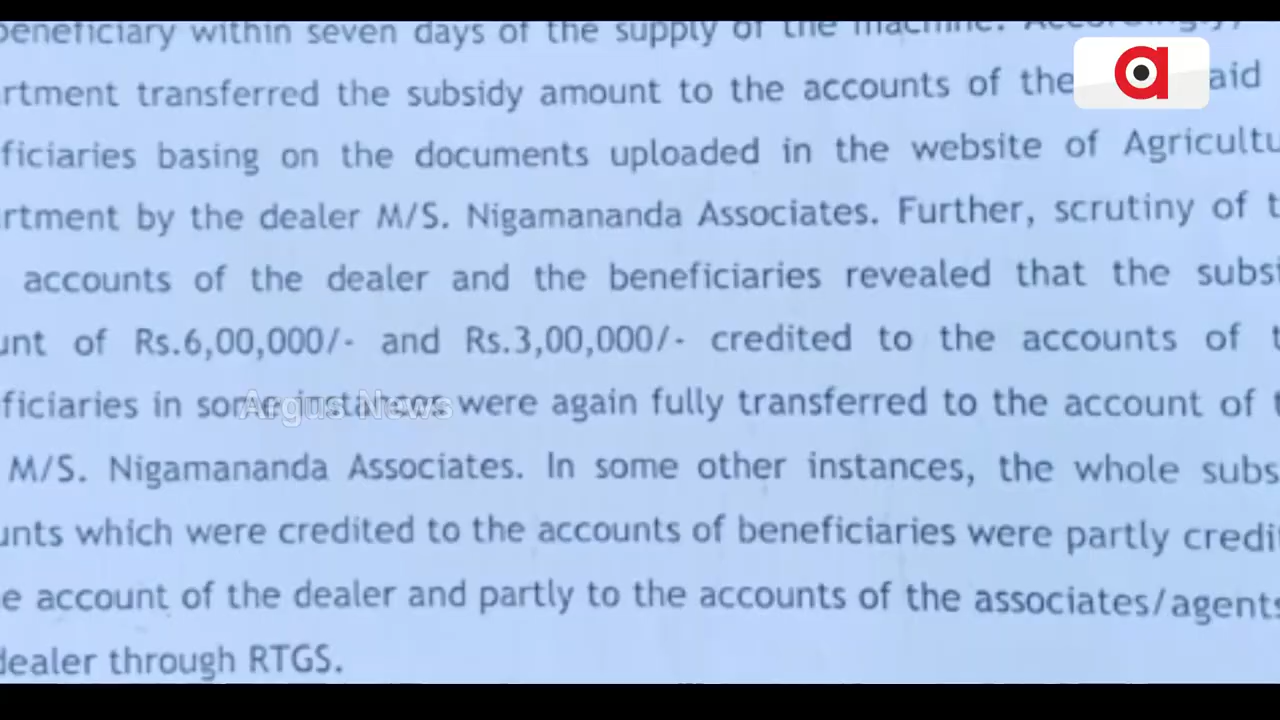 beneficiary within seven days of the supply of the machine. Accordingly,
rtment transferred the subsidy amount to the accounts of the aid
ficiaries basing on the documents uploaded in the website of Agricultu
artment by the dealer M/S. Nigamananda Associates. Further, scrutiny of t
accounts of the dealer and the beneficiaries revealed that the subsi
unt of Rs.6,00,000/- and Rs.3,00,000/- credited to the accounts of t
ficiaries in some instances were again fully transferred to the account of t
Argus News
M/S. Nigamananda Associates. In some other instances, the whole subs
unts which were credited to the accounts of beneficiaries were partly credi
e account of the dealer and partly to the accounts of the associates/agents
dealer through RTGS.